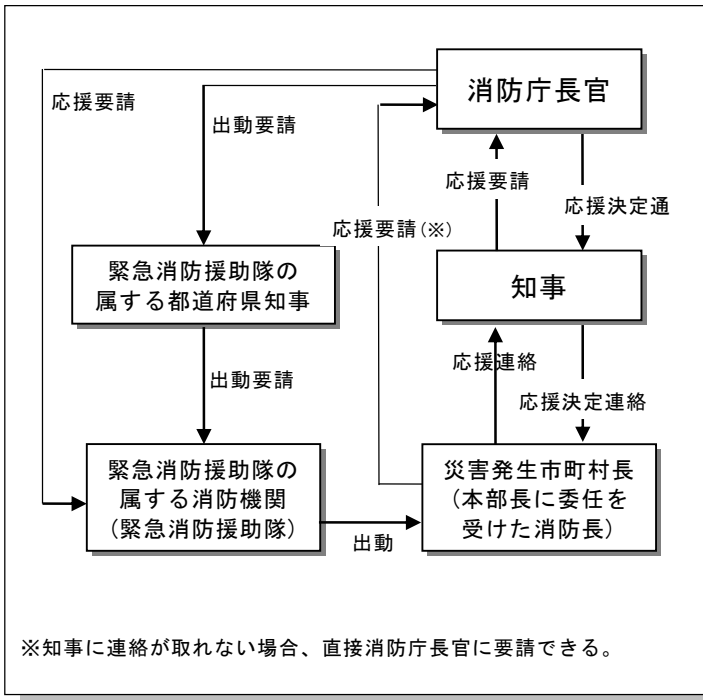 消防庁長官
応援要請
出動要請
応援要請
応援決定通
応援要請(※)
緊急消防援助隊の
属する都道府県知事
知事
出動要請
応援連絡
応援決定連絡
緊急消防援助隊の
属する消防機関
(緊急消防援助隊)
出動
災害発生市町村長
(本部長に委任を
受けた消防長)
※知事に連絡が取れない場合、直接消防庁長官に要請できる。